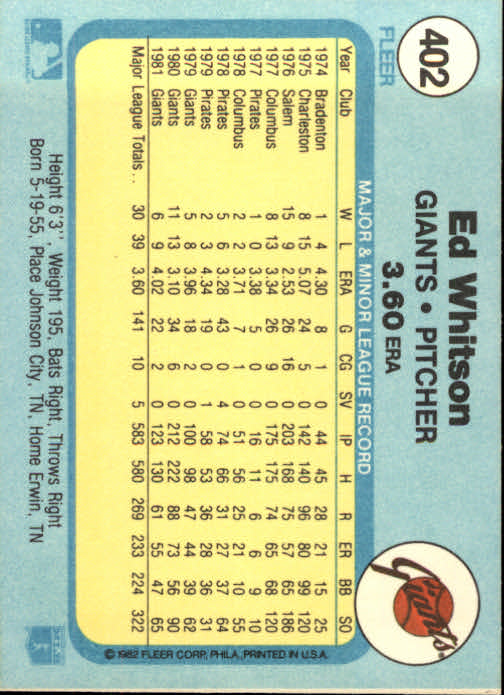 402
FLEER
Ed Whitson
GIANTS • PITCHER
3.60 ERA
Giants
MAJOR & MINOR LEAGUE RECORD
Year Club W L ERA G CG SV IP H R ER BB SO
1974 Bradenton 1 4 4.30 8 1 0 44 45 28 21 15 25
1975 Charleston 8 15 5.07 24 5 0 142 140 96 80 99 120
1976 Salem 15 9 2.53 26 16 0 203 168 75 57 65 186
1977 Columbus 8 13 3.34 26 9 0 175 175 74 65 68 120
1977 Pirates 1 0 3.38 5 0 0 16 11 6 6 9 10
1978 Columbus 2 2 3.71 7 1 0 51 56 25 21 10 55
1978 Pirates 5 6 3.28 43 0 4 74 66 31 27 37 64
1979 Pirates 2 3 4.34 19 0 1 58 53 36 28 36 31
1979 Giants 5 8 3.96 18 2 0 100 98 47 44 39 62
1980 Giants 11 13 3.10 34 6 0 212 222 88 73 56 90
1981 Giants 6 9 4.02 22 2 0 123 130 61 55 47 65
Major League Totals . . 30 39 3.60 141 10 5 583 580 269 233 224 322
© 1982 FLEER CORP., PHILA., PRINTED IN U.S.A.
Height 6'3'', Weight 195, Bats Right, Throws Right
Born 5-19-55, Place Johnson City, TN, Home Erwin, TN